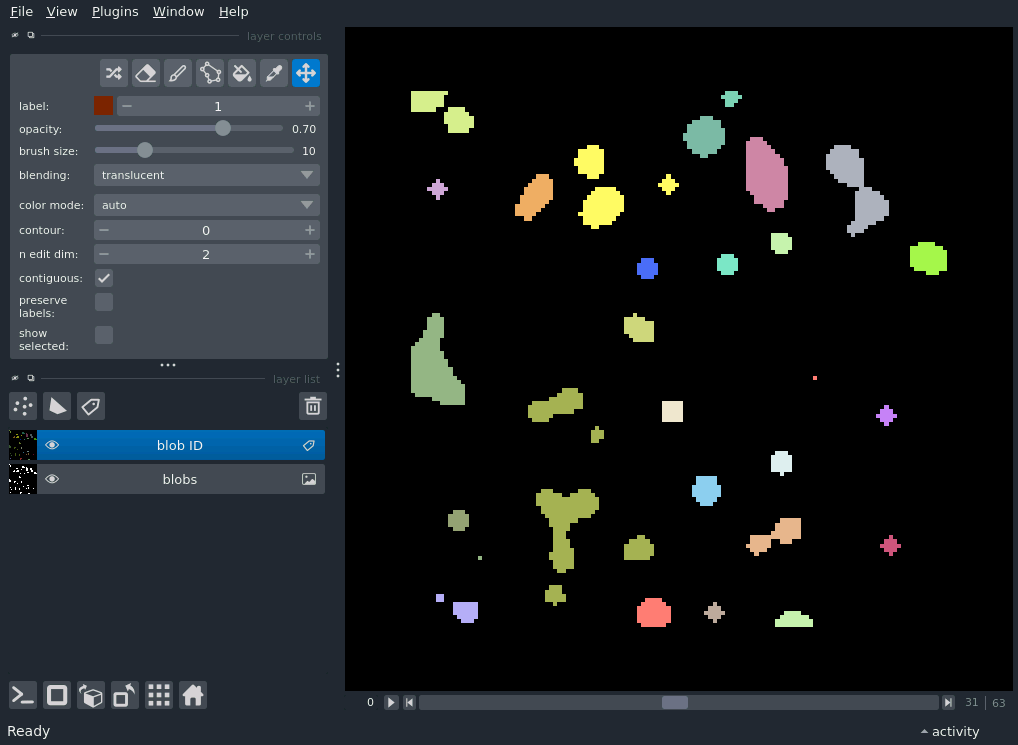 File View Plugins Window Help
layer controls
label: 1
opacity: 0.70
brush size: 10
blending: translucent
color mode: auto
contour: 0
n edit dim: 2
contiguous:
preserve
labels:
show
selected:
layer list
blob ID
blobs
0 31 | 63
Ready activity